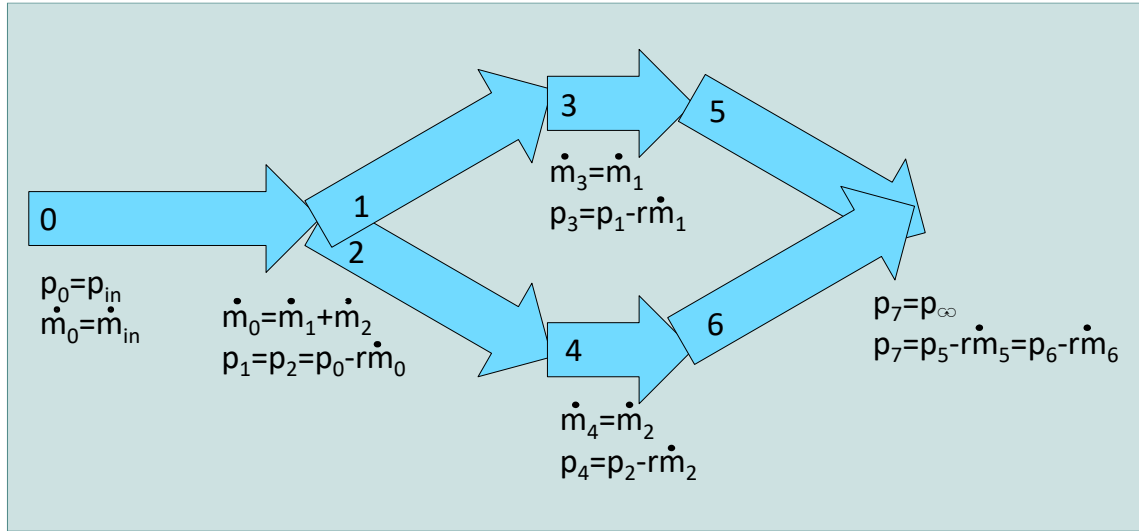 3
5
1
0
2
ṁ₃=ṁ₁
p₃=p₁-rṁ₁
p₀=pᵢₙ
ṁ₀=ṁᵢₙ
ṁ₀=ṁ₁+ṁ₂
p₁=p₂=p₀-rṁ₀
4
6
p₇=p∞
p₇=p₅-rṁ₅=p₆-rṁ₆
ṁ₄=ṁ₂
p₄=p₂-rṁ₂